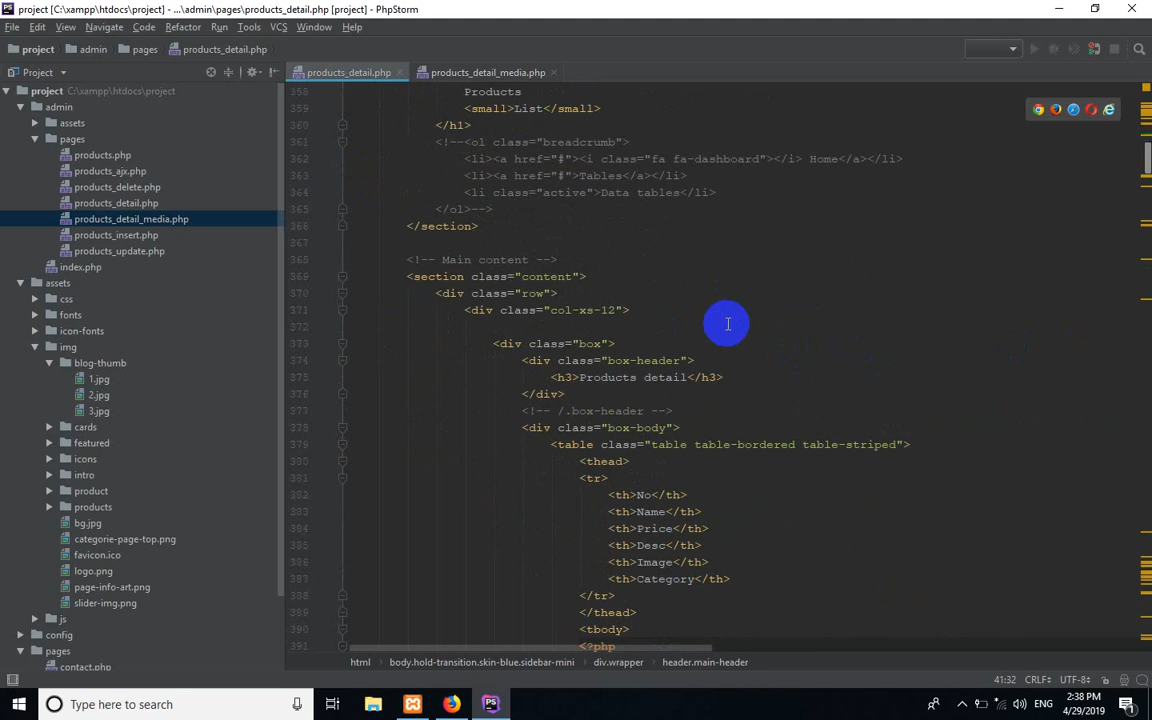 project [C:\xampp\htdocs\project] - ...\admin\pages\products_detail.php [project] - PhpStorm
File Edit View Navigate Code Refactor Run Tools VCS Window Help
project admin pages products_detail.php
Project
products_detail.php
products_detail_media.php
project C:\xampp\htdocs\project
admin
assets
pages
products.php
products_ajx.php
products_delete.php
products_detail.php
products_detail_media.php
products_insert.php
products_update.php
index.php
assets
css
fonts
icon-fonts
img
blog-thumb
1.jpg
2.jpg
3.jpg
cards
featured
icons
intro
product
products
bg.jpg
categorie-page-top.png
favicon.ico
logo.png
page-info-art.png
slider-img.png
js
config
pages
contact.php
358 Products
359 <small>List</small>
360 </h1>
361 <!--<ol class="breadcrumb">
362 <li><a href="#"><i class="fa fa-dashboard"></i> Home</a></li>
363 <li><a href="#">Tables</a></li>
364 <li class="active">Data tables</li>
365 </ol>-->
366 </section>
367
368 <!-- Main content -->
369 <section class="content">
370 <div class="row">
371 <div class="col-xs-12">
372
373 <div class="box">
374 <div class="box-header">
375 <h3>Products detail</h3>
376 </div>
377 <!-- /.box-header -->
378 <div class="box-body">
379 <table class="table table-bordered table-striped">
380 <thead>
381 <tr>
382 <th>No</th>
383 <th>Name</th>
384 <th>Price</th>
385 <th>Desc</th>
386 <th>Image</th>
387 <th>Category</th>
388 </tr>
389 </thead>
390 <tbody>
391 <?php
html body.hold-transition.skin-blue.sidebar-mini div.wrapper header.main-header
41:32 CRLF UTF-8
Type here to search
ENG
2:38 PM
4/29/2019
1